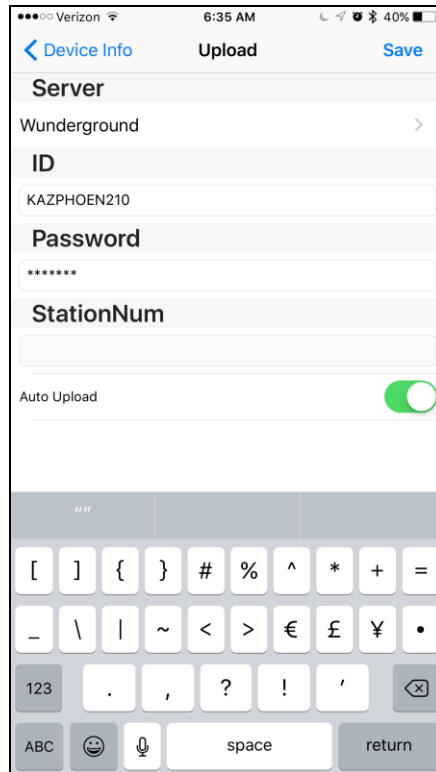 Verizon 6:35 AM 40%
Device Info Upload Save
Server
Wunderground
ID
KAZPHOEN210
Password
*******
StationNum
Auto Upload
""
[ ] { } # % ^ * + =
_ \ | ~ < > € £ ¥ •
123 . , ? ! '
ABC space return